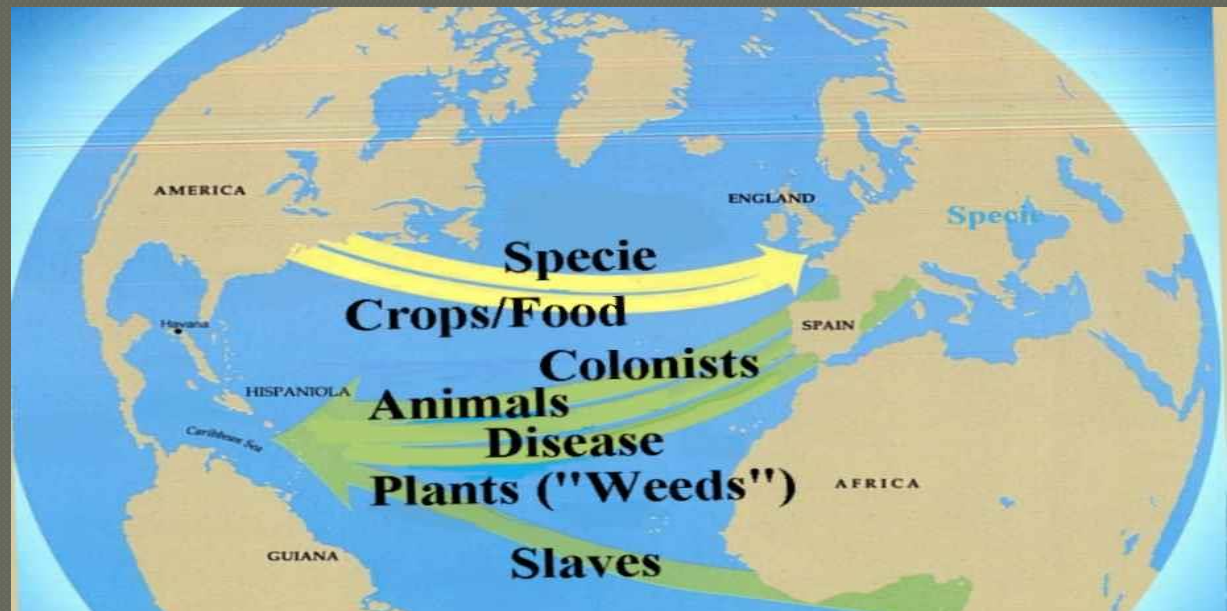 AMERICA
ENGLAND
Specie
Specie
Crops/Food
Havana
SPAIN
Colonists
HISPANIOLA
Animals
Caribbean Sea
Disease
Plants ("Weeds")
AFRICA
GUIANA
Slaves